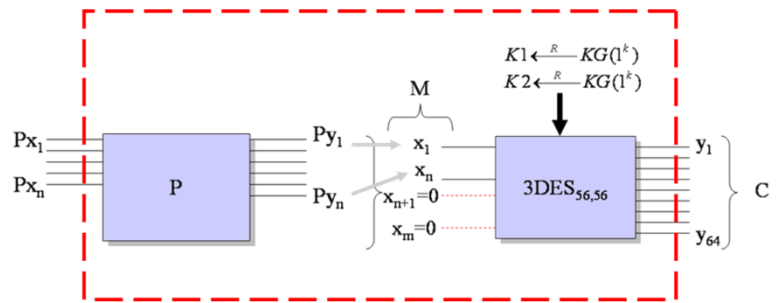 K1 ←R— KG(1^k)
K2 ←R— KG(1^k)
M
Px₁
Pxₙ
P
Py₁
Pyₙ
x₁
xₙ
xₙ₊₁=0
xₘ=0
3DES₅₆,₅₆
y₁
y₆₄
C